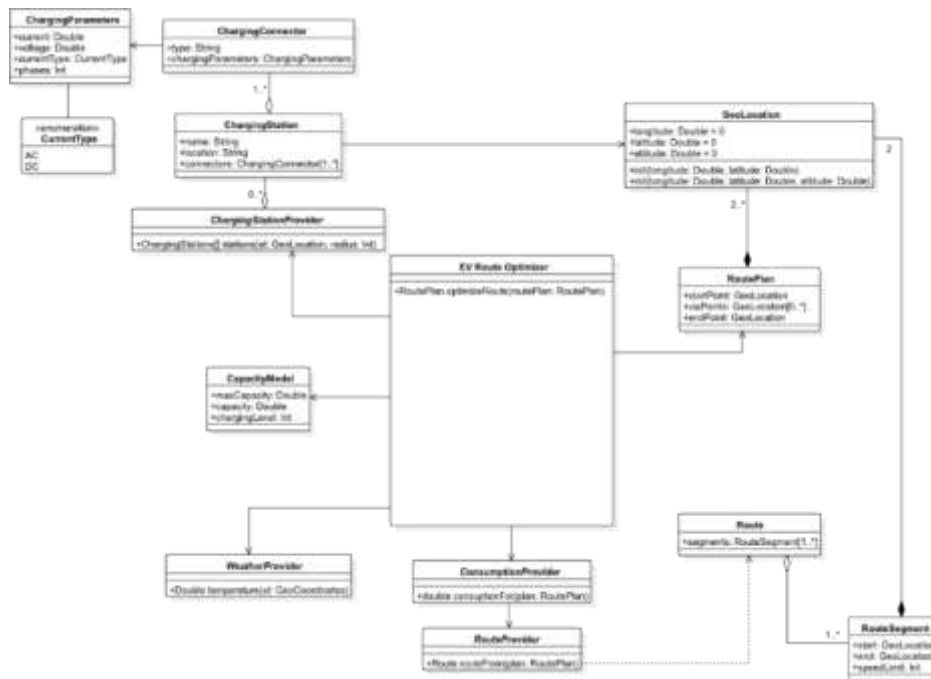 ChargingParameters
+current: Double
+voltage: Double
+currentType: CurrentType
+phases: Int
ChargingConnector
+type: String
+chargingParameters: ChargingParameters
1..*
«enumeration»
CurrentType
AC
DC
ChargingStation
+name: String
+location: String
+connectors: ChargingConnector[1..*]
0..*
GeoLocation
+longitude: Double = 0
+latitude: Double = 0
+altitude: Double = 0
+init(longitude: Double, latitude: Double)
+init(longitude: Double, latitude: Double, altitude: Double)
2
2..*
ChargingStationProvider
+ChargingStations[] stations(at: GeoLocation, radius: Int)
EV Route Optimizer
+RoutePlan optimizeRoute(routePlan: RoutePlan)
RoutePlan
+startPoint: GeoLocation
+viaPoints: GeoLocation[0..*]
+endPoint: GeoLocation
CapacityModel
+maxCapacity: Double
+capacity: Double
+chargingLevel: Int
Route
+segments: RouteSegment[1..*]
WeatherProvider
+Double temperature(at: GeoCoordinates)
ConsumptionProvider
+double consuptionFor(plan: RoutePlan)
RouteProvider
+Route routeFrom(plan: RoutePlan)
1..*
RouteSegment
+start: GeoLocation
+end: GeoLocation
+speedLimit: Int